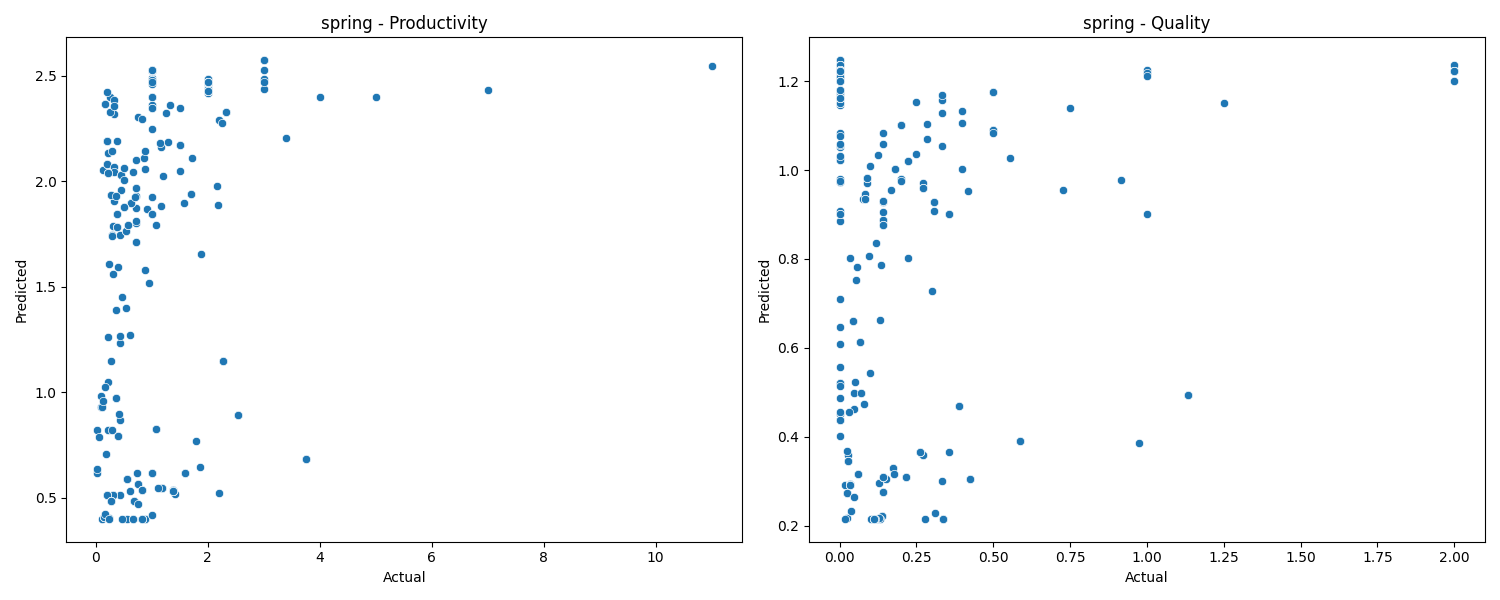 spring - Productivity
Predicted
2.5
2.0
1.5
1.0
0.5
0 2 4 6 8 10
Actual
spring - Quality
Predicted
1.2
1.0
0.8
0.6
0.4
0.2
0.00 0.25 0.50 0.75 1.00 1.25 1.50 1.75 2.00
Actual